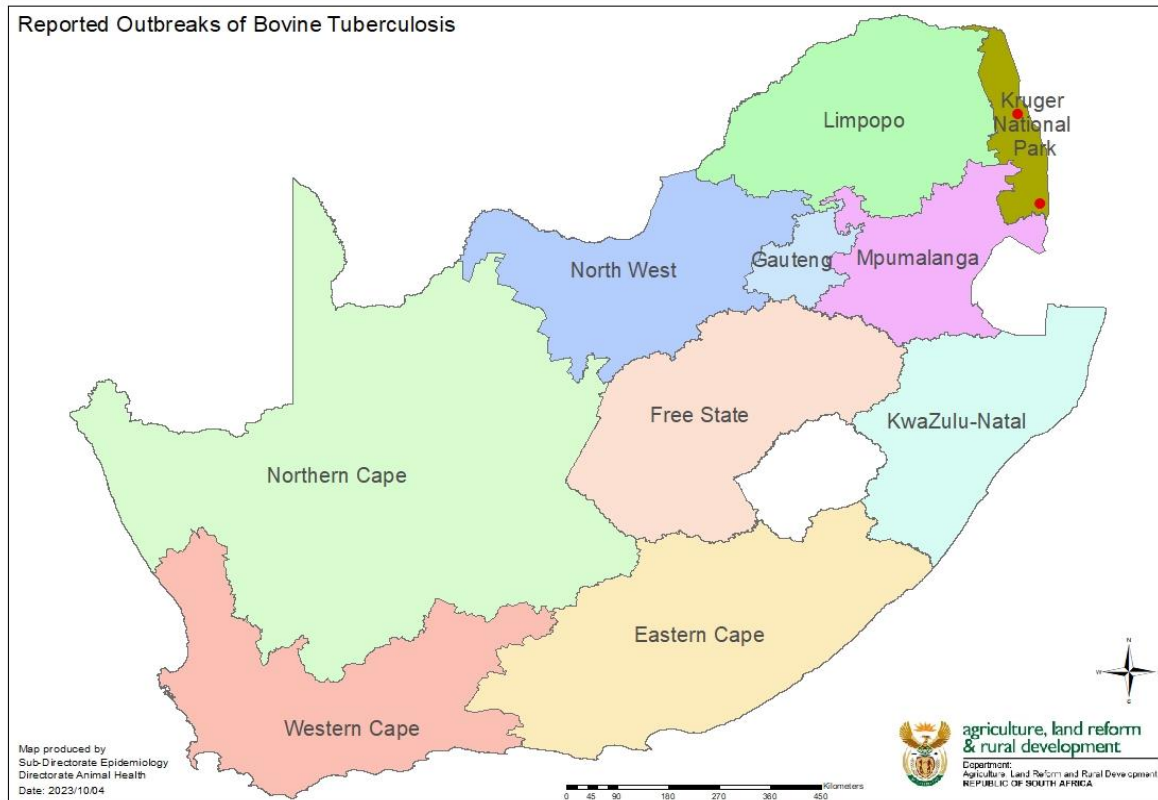 Reported Outbreaks of Bovine Tuberculosis
Limpopo
Kruger
National
Park
North West
Gauteng
Mpumalanga
Free State
KwaZulu-Natal
Northern Cape
Eastern Cape
Western Cape
N
W
E
S
Map produced by
Sub-Directorate Epidemiology
Directorate Animal Health
Date: 2023/10/04
Kilometers
0 45 90 180 270 360 450
agriculture, land reform
& rural development
Department:
Agriculture, Land Reform and Rural Development
REPUBLIC OF SOUTH AFRICA